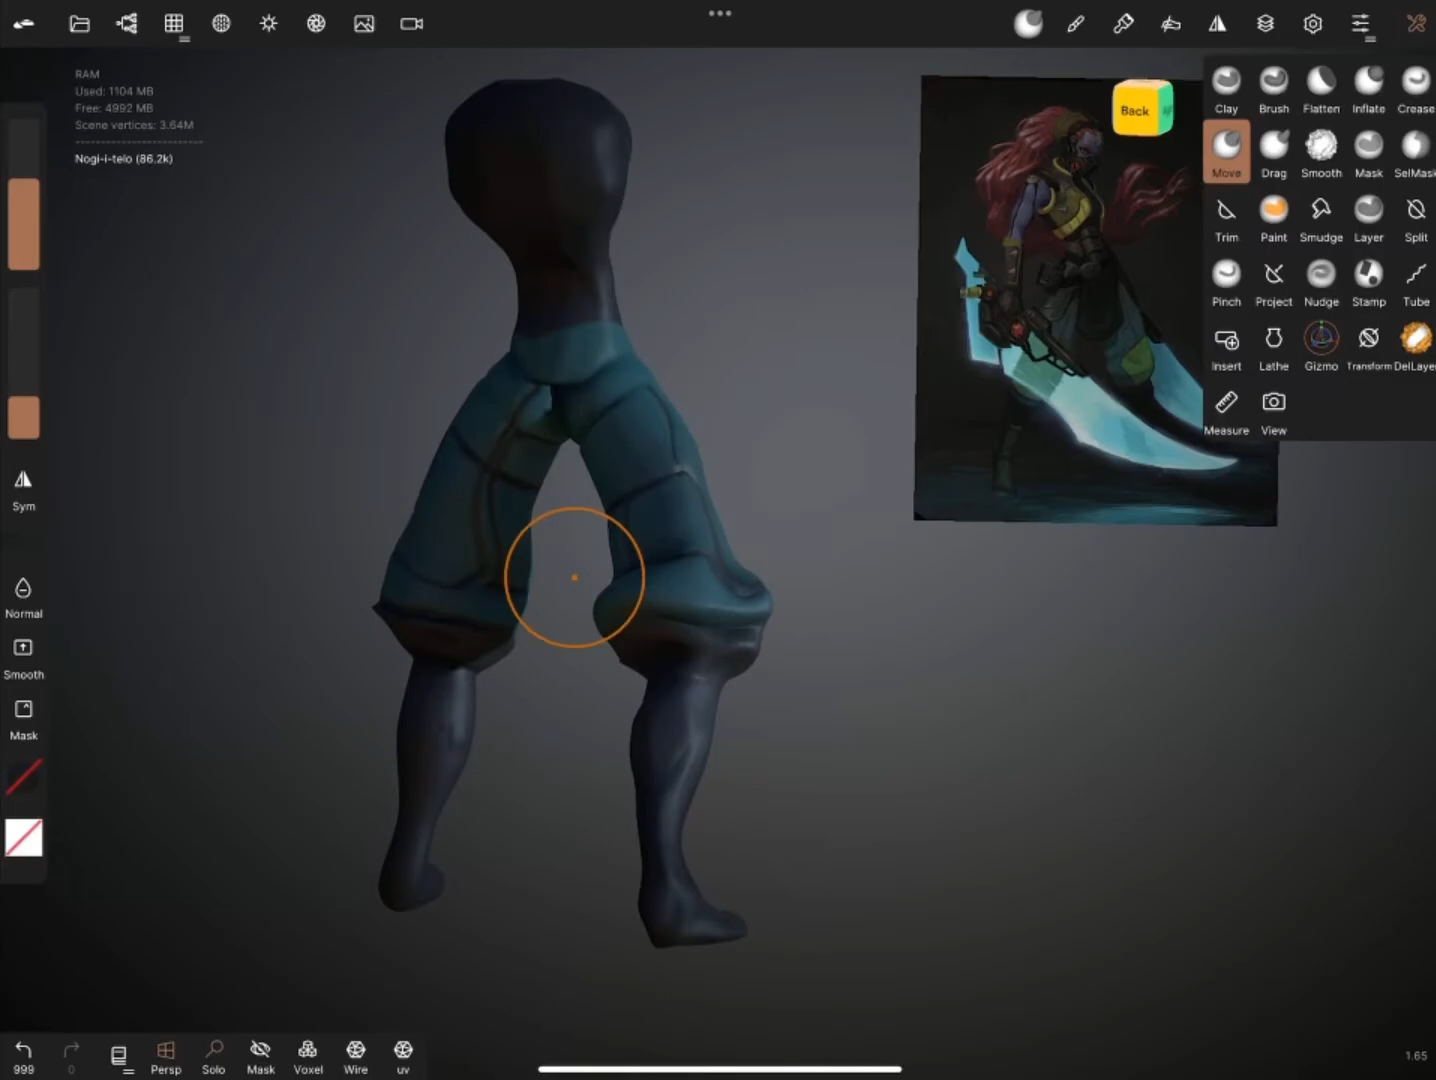 RAM
Used: 1104 MB
Free: 4992 MB
Scene vertices: 3.64M
Nogi-i-telo (86.2k)
Back
Clay Brush Flatten Inflate Crease
Move Drag Smooth Mask SelMask
Trim Paint Smudge Layer Split
Pinch Project Nudge Stamp Tube
Insert Lathe Gizmo Transform DelLaye
Measure View
Sym
Normal
Smooth
Mask
999 0 Persp Solo Mask Voxel Wire uv
1.65